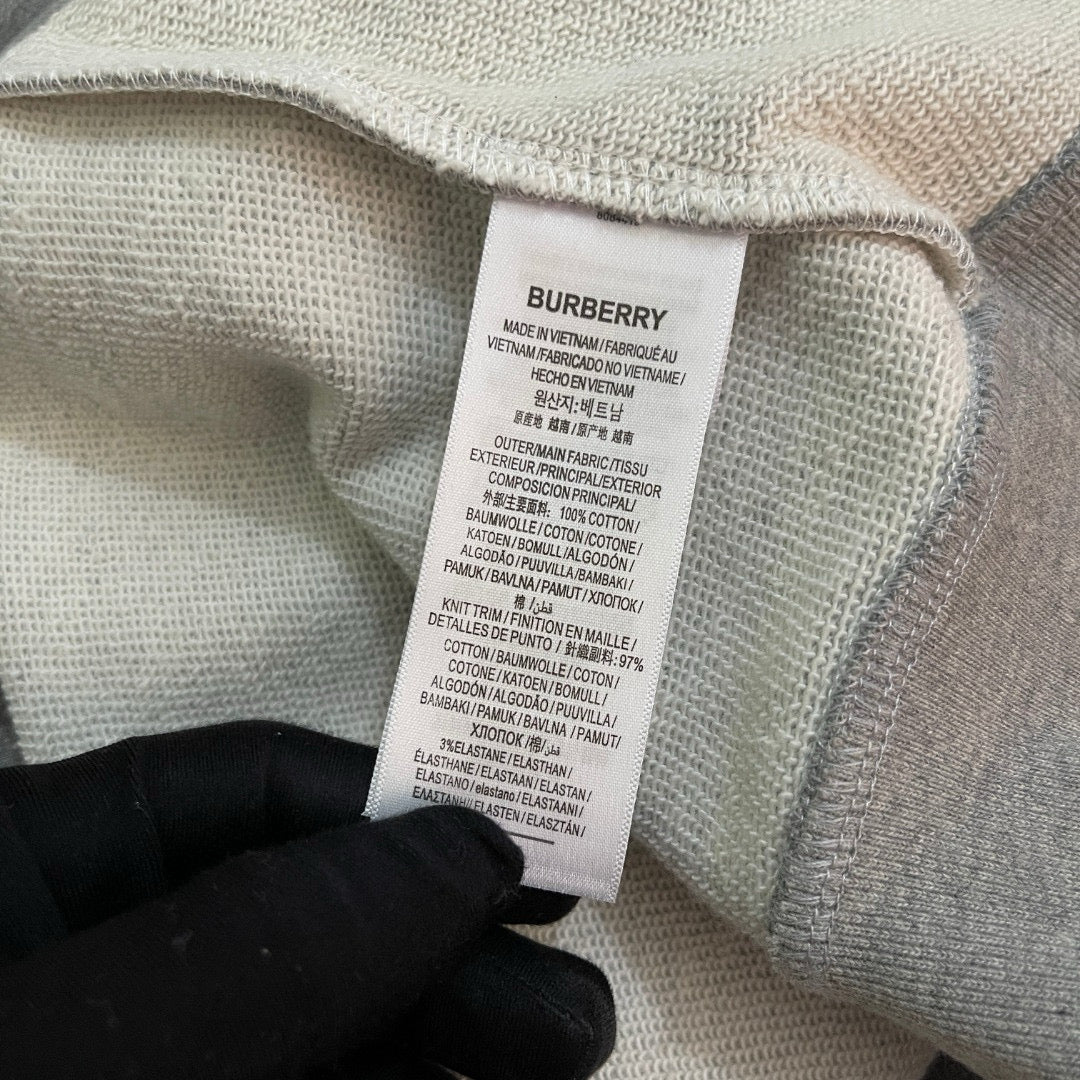 BURBERRY
MADE IN VIETNAM / FABRIQUÉ AU
VIETNAM /FABRICADO NO VIETNAME /
HECHO EN VIETNAM
원산지:베트남
原産地 越南 / 原产地 越南
OUTER/MAIN FABRIC /TISSU
EXTERIEUR /PRINCIPAL/EXTERIOR
COMPOSICION PRINCIPAL/
外部/主要面料: 100% COTTON /
BAUMWOLLE / COTON /COTONE /
KATOEN / BOMULL /ALGODÓN /
ALGODÃO / PUUVILLA /BAMBAKI /
PAMUK / BAVLNA / PAMUT / ХЛОПОК /
棉 /قطن
KNIT TRIM / FINITION EN MAILLE /
DETALLES DE PUNTO / 針織副料:97%
COTTON / BAUMWOLLE / COTON /
COTONE / KATOEN / BOMULL /
ALGODÓN / ALGODÃO / PUUVILLA /
BAMBAKI / PAMUK / BAVLNA / PAMUT/
ХЛОПОК /棉/قطن
3%ELASTANE / ELASTHAN /
ÉLASTHANE / ELASTAAN / ELASTAN /
ELASTANO / elastano / ELASTAANI /
ΕΛΑΣΤΑΝΗ// ELASTEN / ELASZTÁN /